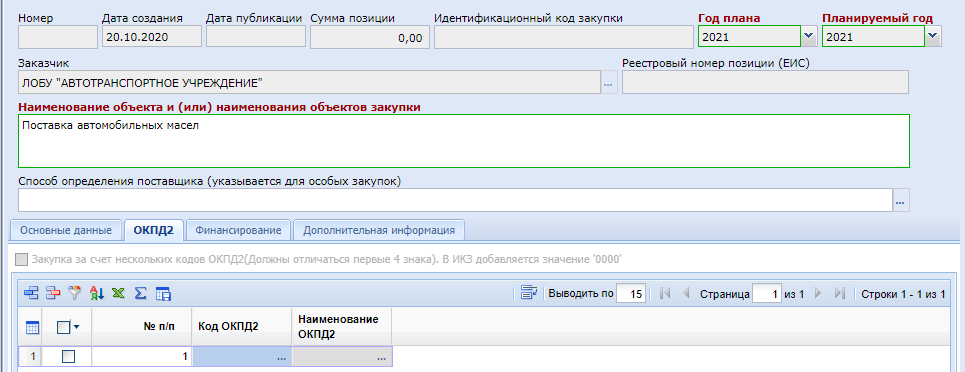 Номер Дата создания Дата публикации Сумма позиции Идентификационный код закупки Год плана Планируемый год
20.10.2020 0,00 2021 2021
Заказчик Реестровый номер позиции (ЕИС)
ЛОБУ "АВТОТРАНСПОРТНОЕ УЧРЕЖДЕНИЕ" ...
Наименование объекта и (или) наименования объектов закупки
Поставка автомобильных масел
Способ определения поставщика (указывается для особых закупок)
...
Основные данные ОКПД2 Финансирование Дополнительная информация
Закупка за счет нескольких кодов ОКПД2(Должны отличаться первые 4 знака). В ИКЗ добавляется значение '0000'
Выводить по 15 Страница 1 из 1 Строки 1 - 1 из 1
№ п/п Код ОКПД2 Наименование
ОКПД2
1 1 ... ...